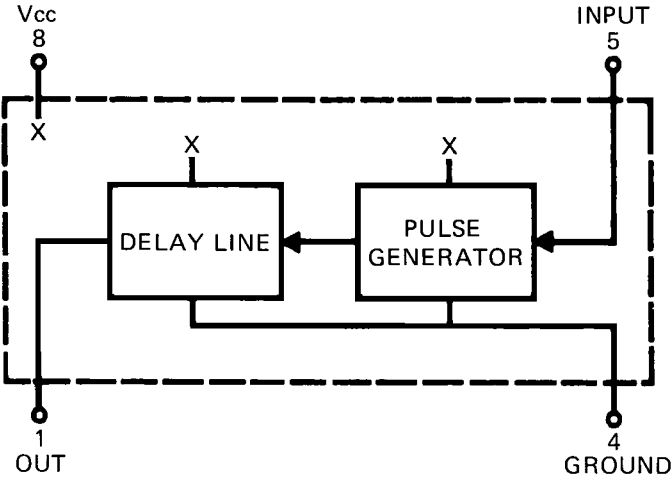 Vcc
8
INPUT
5
X
X
X
DELAY LINE
PULSE
GENERATOR
1
OUT
4
GROUND